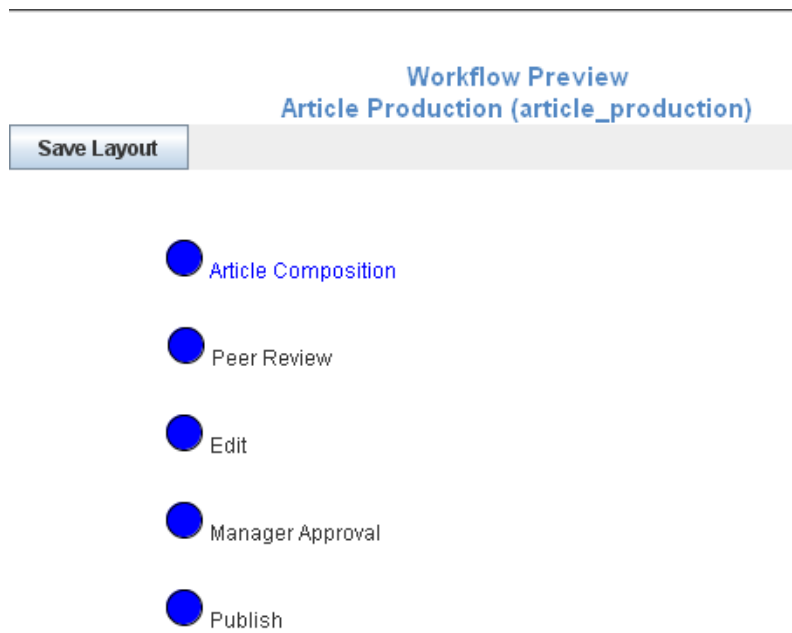 Workflow Preview
Article Production (article_production)
Save Layout
Article Composition
Peer Review
Edit
Manager Approval
Publish